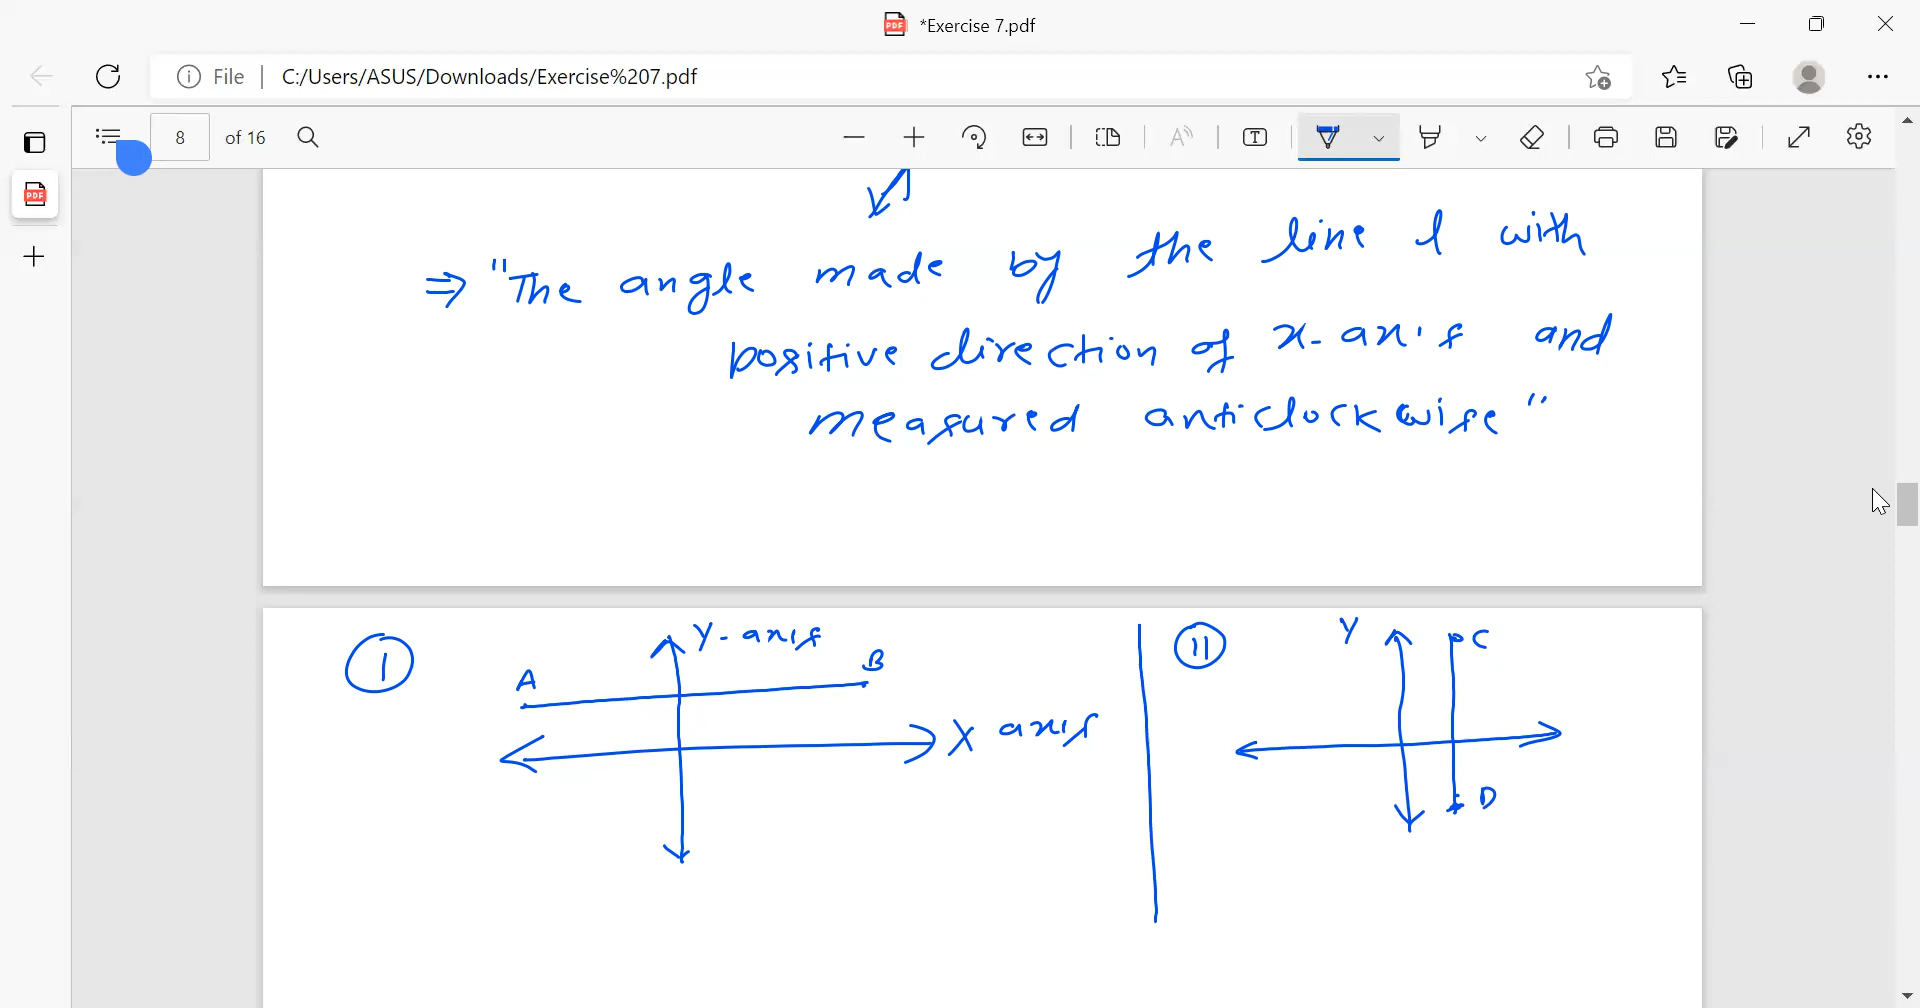 *Exercise 7.pdf
File | C:/Users/ASUS/Downloads/Exercise%207.pdf
8 of 16
⇒ "The angle made by the line l with
positive direction of x-axis and
measured anticlockwise"
I
Y-axis
A
B
X axis
II
Y
C
D